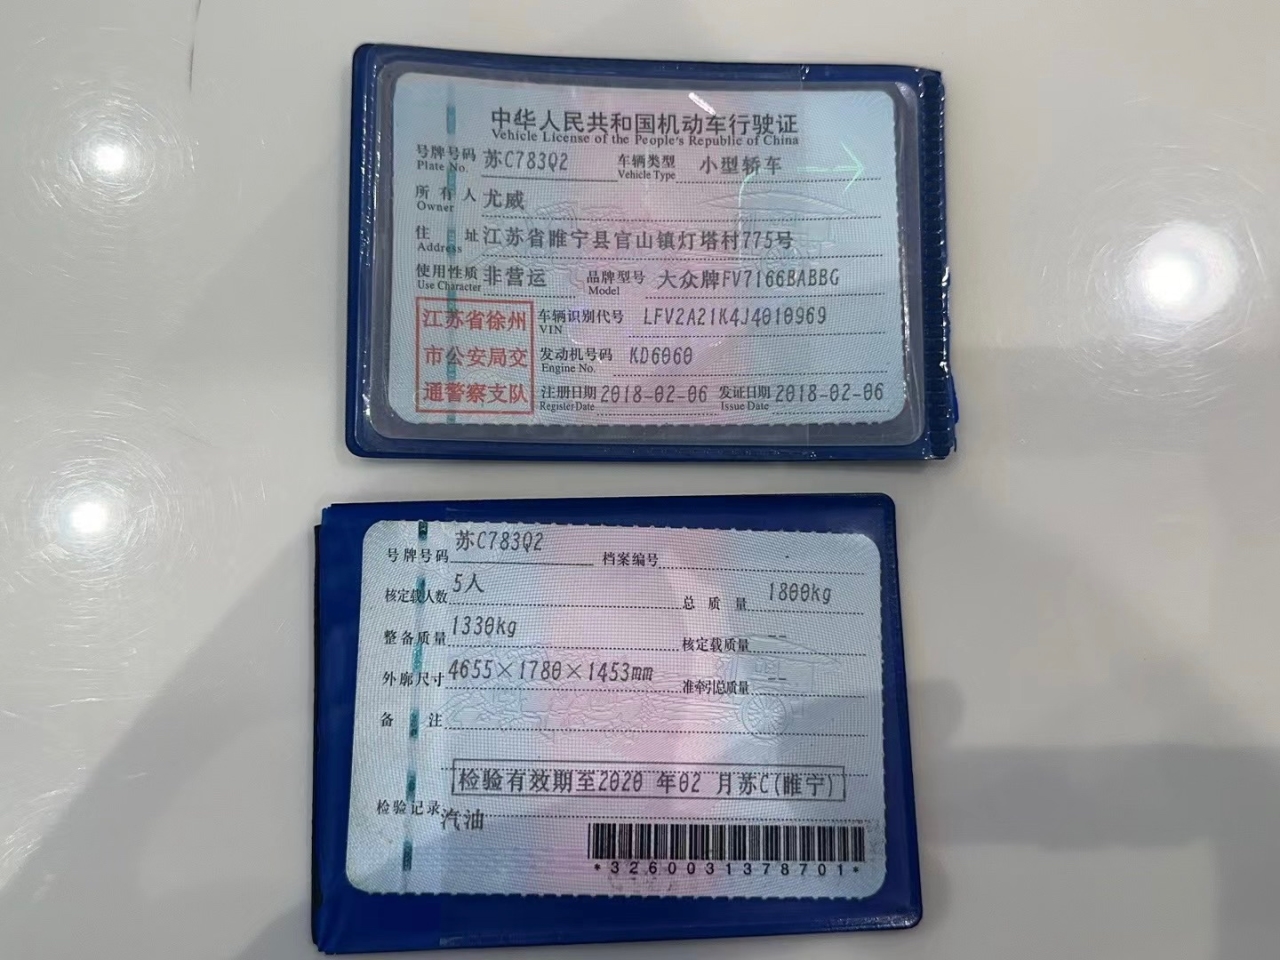 中华人民共和国机动车行驶证
Vehicle License of the People's Republic of China
号牌号码 苏C783Q2 车辆类型 小型轿车
Plate No. Vehicle Type
所有人 尤威
Owner
住址 江苏省睢宁县官山镇灯塔村775号
Address
使用性质 非营运 品牌型号 大众牌FV7166BABBG
Use Character Model
江苏省徐州 车辆识别代号 LFV2A21K4J4010969
VIN
市公安局交 发动机号码 KD6060
Engine No.
通警察支队 注册日期 2018-02-06 发证日期 2018-02-06
Register Date Issue Date
号牌号码 苏C783Q2 档案编号
核定载人数 5人 总质量 1800kg
整备质量 1330kg 核定载质量 --
外廓尺寸 4655×1780×1453mm 准牵引总质量 --
备注
检验有效期至2020 年02 月苏C(睢宁)
检验记录 汽油
*3260031378701*